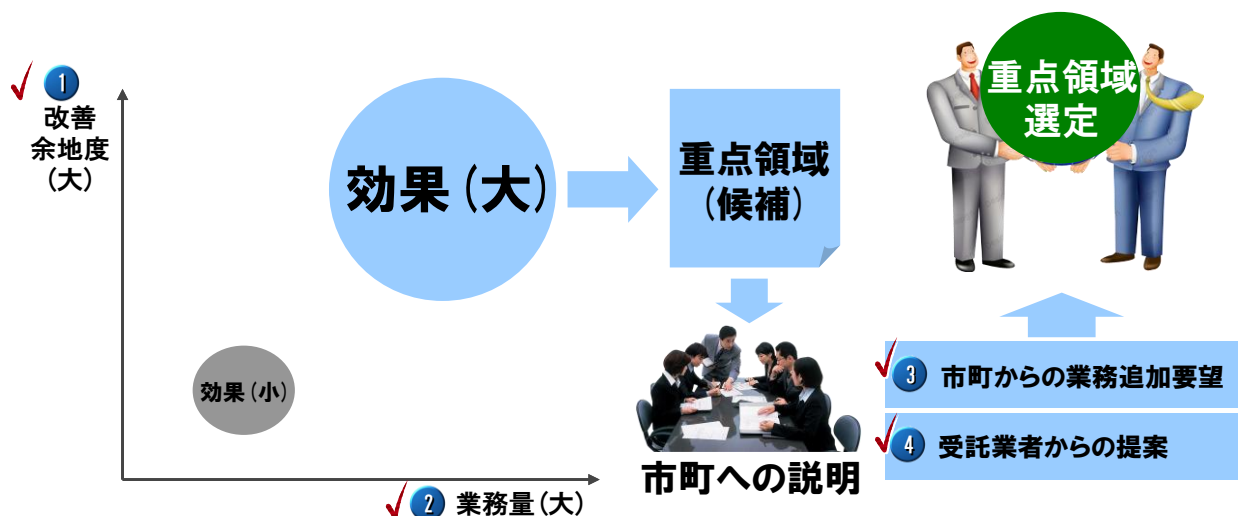 1
改善
余地度
(大)
効果(大)
効果(小)
2 業務量(大)
重点領域
(候補)
市町への説明
重点領域
選定
3 市町からの業務追加要望
4 受託業者からの提案